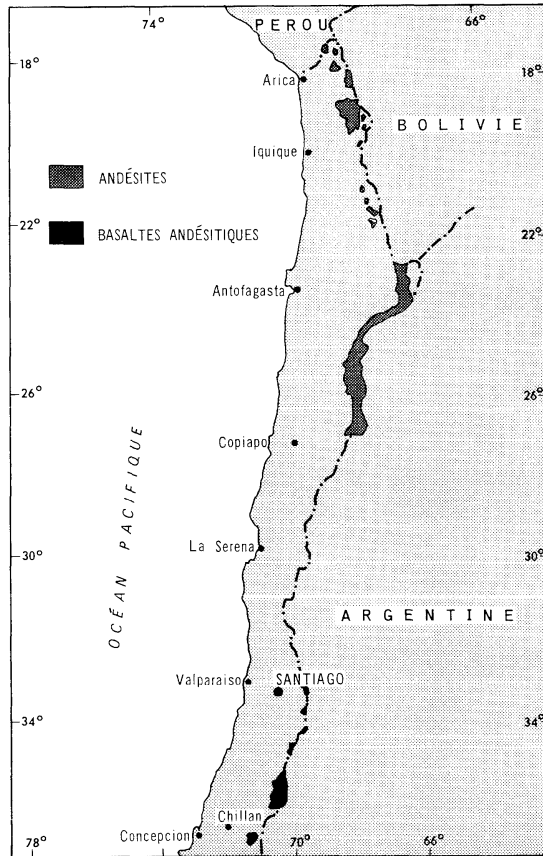 74°
66°
PEROU
18°
18°
Arica
BOLIVIE
Iquique
ANDÉSITES
22°
22°
BASALTES ANDÉSITIQUES
Antofagasta
26°
26°
Copiapo
OCÉAN PACIFIQUE
La Serena
30°
30°
ARGENTINE
Valparaiso
SANTIAGO
34°
34°
Chillan
Concepcion
78°
70°
66°